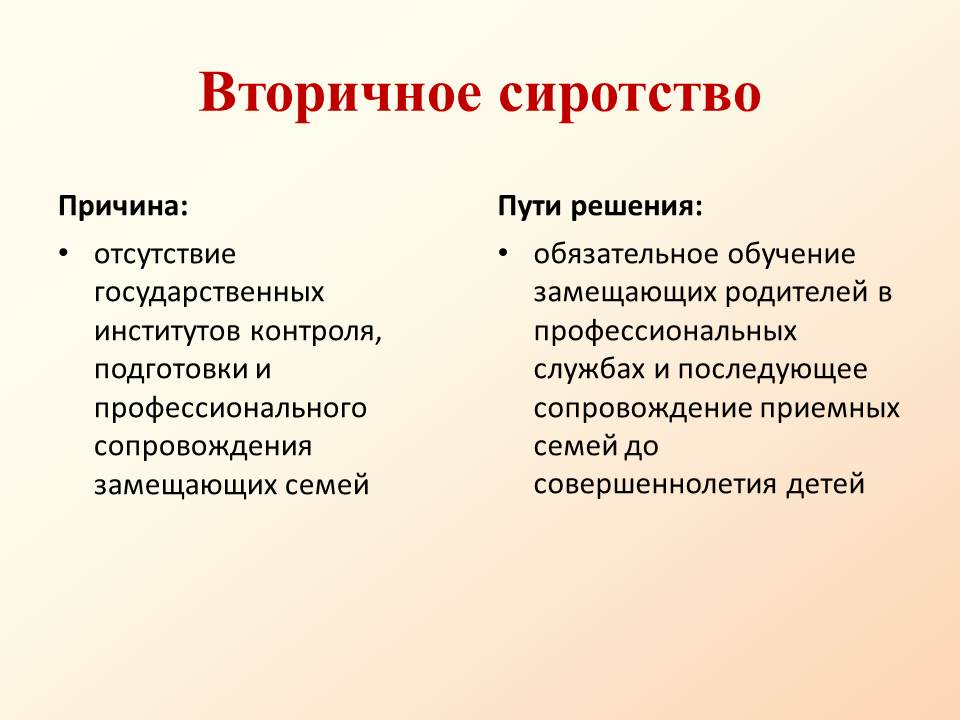 Вторичное сиротство
Причина:
• отсутствие
государственных
институтов контроля,
подготовки и
профессионального
сопровождения
замещающих семей
Пути решения:
• обязательное обучение
замещающих родителей в
профессиональных
службах и последующее
сопровождение приемных
семей до
совершеннолетия детей